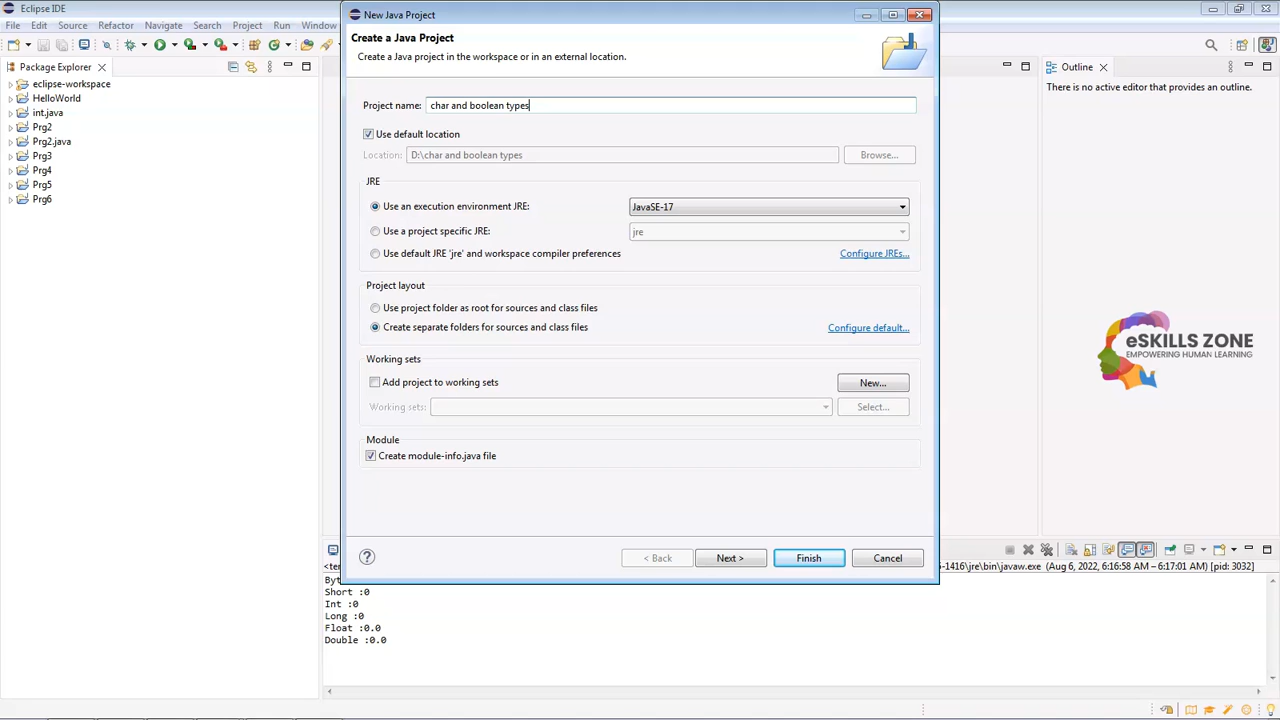 Eclipse IDE
File Edit Source Refactor Navigate Search Project Run Window
Package Explorer
eclipse-workspace
HelloWorld
int.java
Prg2
Prg2.java
Prg3
Prg4
Prg5
Prg6
New Java Project
Create a Java Project
Create a Java project in the workspace or in an external location.
Project name: char and boolean types
Use default location
Location: D:\char and boolean types Browse...
JRE
Use an execution environment JRE: JavaSE-17
Use a project specific JRE: jre
Use default JRE 'jre' and workspace compiler preferences Configure JREs...
Project layout
Use project folder as root for sources and class files
Create separate folders for sources and class files Configure default...
Working sets
Add project to working sets New...
Working sets: Select...
Module
Create module-info.java file
? < Back Next > Finish Cancel
Outline
There is no active editor that provides an outline.
eSKILLS ZONE
EMPOWERING HUMAN LEARNING
-1416\jre\bin\javaw.exe (Aug 6, 2022, 6:16:58 AM – 6:17:01 AM) [pid: 3032]
Short :0
Int :0
Long :0
Float :0.0
Double :0.0